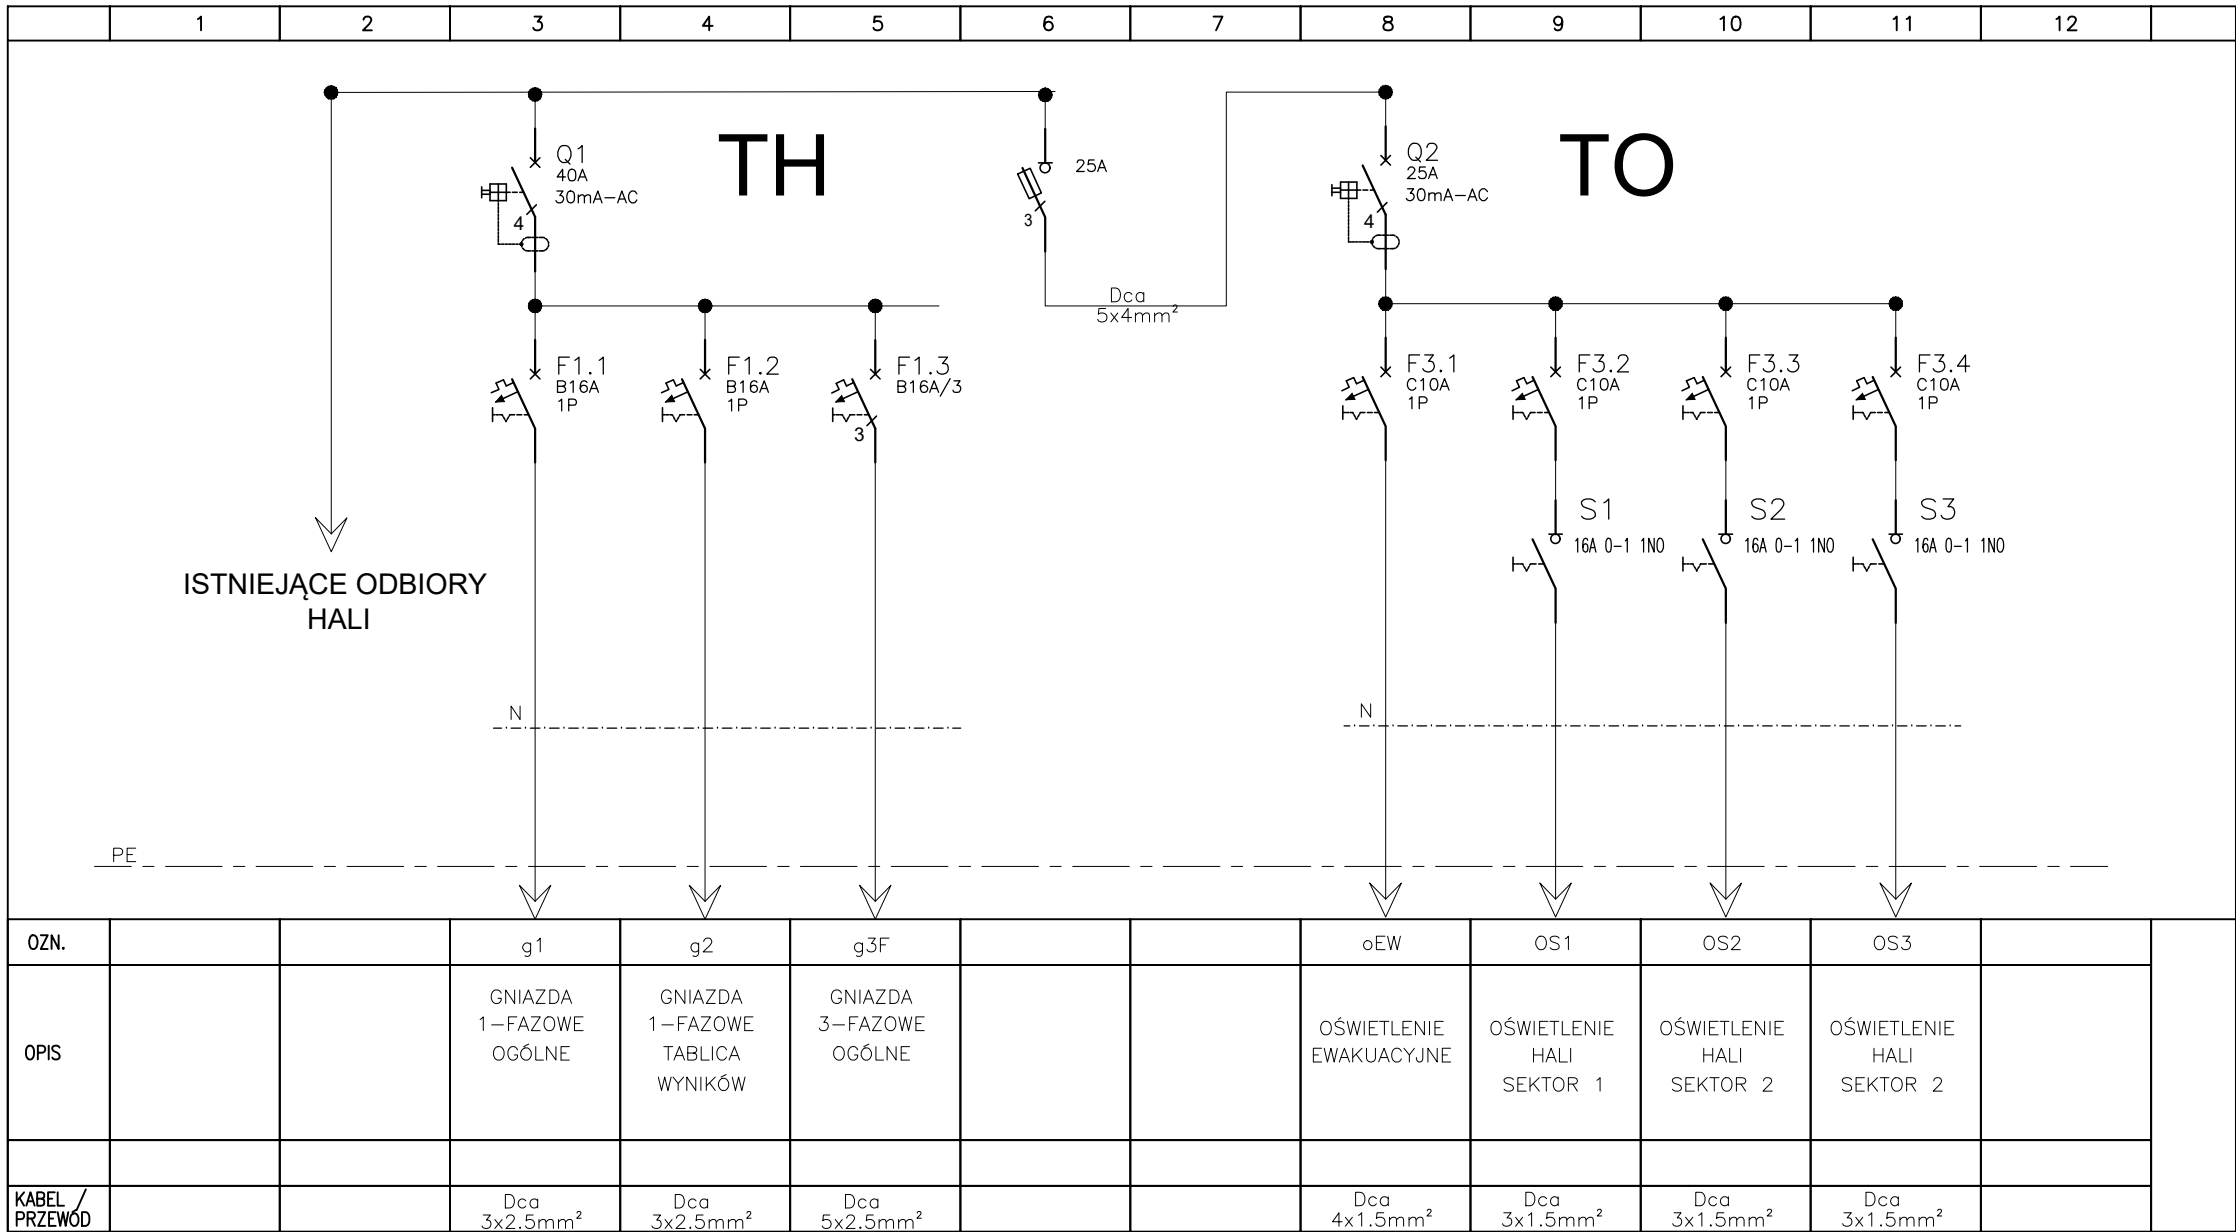 1 2 3 4 5 6 7 8 9 10 11 12
TH
TO
Q1
40A
30mA-AC
4
25A
3
Q2
25A
30mA-AC
4
Dca
5x4mm²
F1.1
B16A
1P
F1.2
B16A
1P
F1.3
B16A/3
3
F3.1
C10A
1P
F3.2
C10A
1P
F3.3
C10A
1P
F3.4
C10A
1P
S1
16A 0-1 1NO
S2
16A 0-1 1NO
S3
16A 0-1 1NO
ISTNIEJĄCE ODBIORY
HALI
N
N
PE
OZN. g1 g2 g3F oEW OS1 OS2 OS3
OPIS
GNIAZDA
1-FAZOWE
OGÓLNE
GNIAZDA
1-FAZOWE
TABLICA
WYNIKÓW
GNIAZDA
3-FAZOWE
OGÓLNE
OŚWIETLENIE
EWAKUACYJNE
OŚWIETLENIE
HALI
SEKTOR 1
OŚWIETLENIE
HALI
SEKTOR 2
OŚWIETLENIE
HALI
SEKTOR 2
KABEL /
PRZEWÓD
Dca
3x2.5mm²
Dca
3x2.5mm²
Dca
5x2.5mm²
Dca
4x1.5mm²
Dca
3x1.5mm²
Dca
3x1.5mm²
Dca
3x1.5mm²